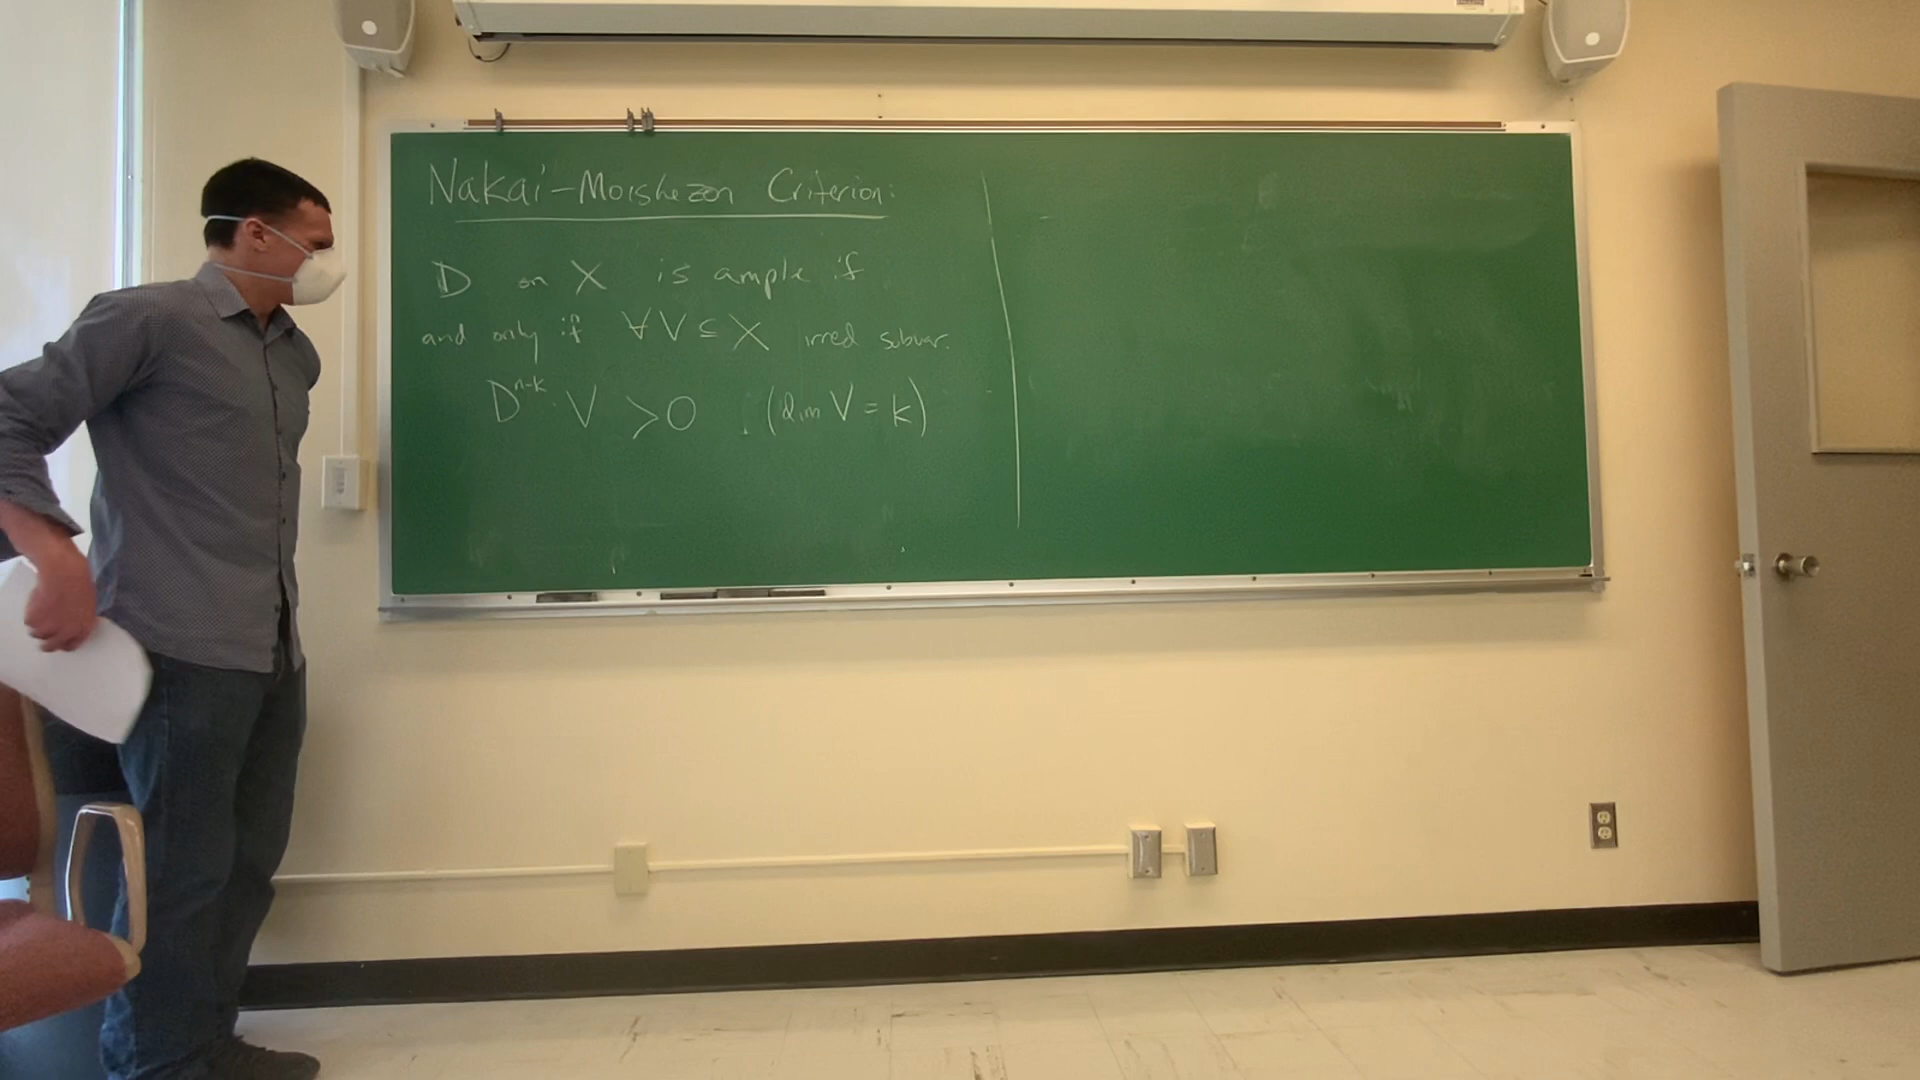 Nakai-Moishezon Criterion:
D on X is ample if
and only if ∀ V ⊆ X irred subvar.
D^{n-k} · V > 0 . (dim V = k)